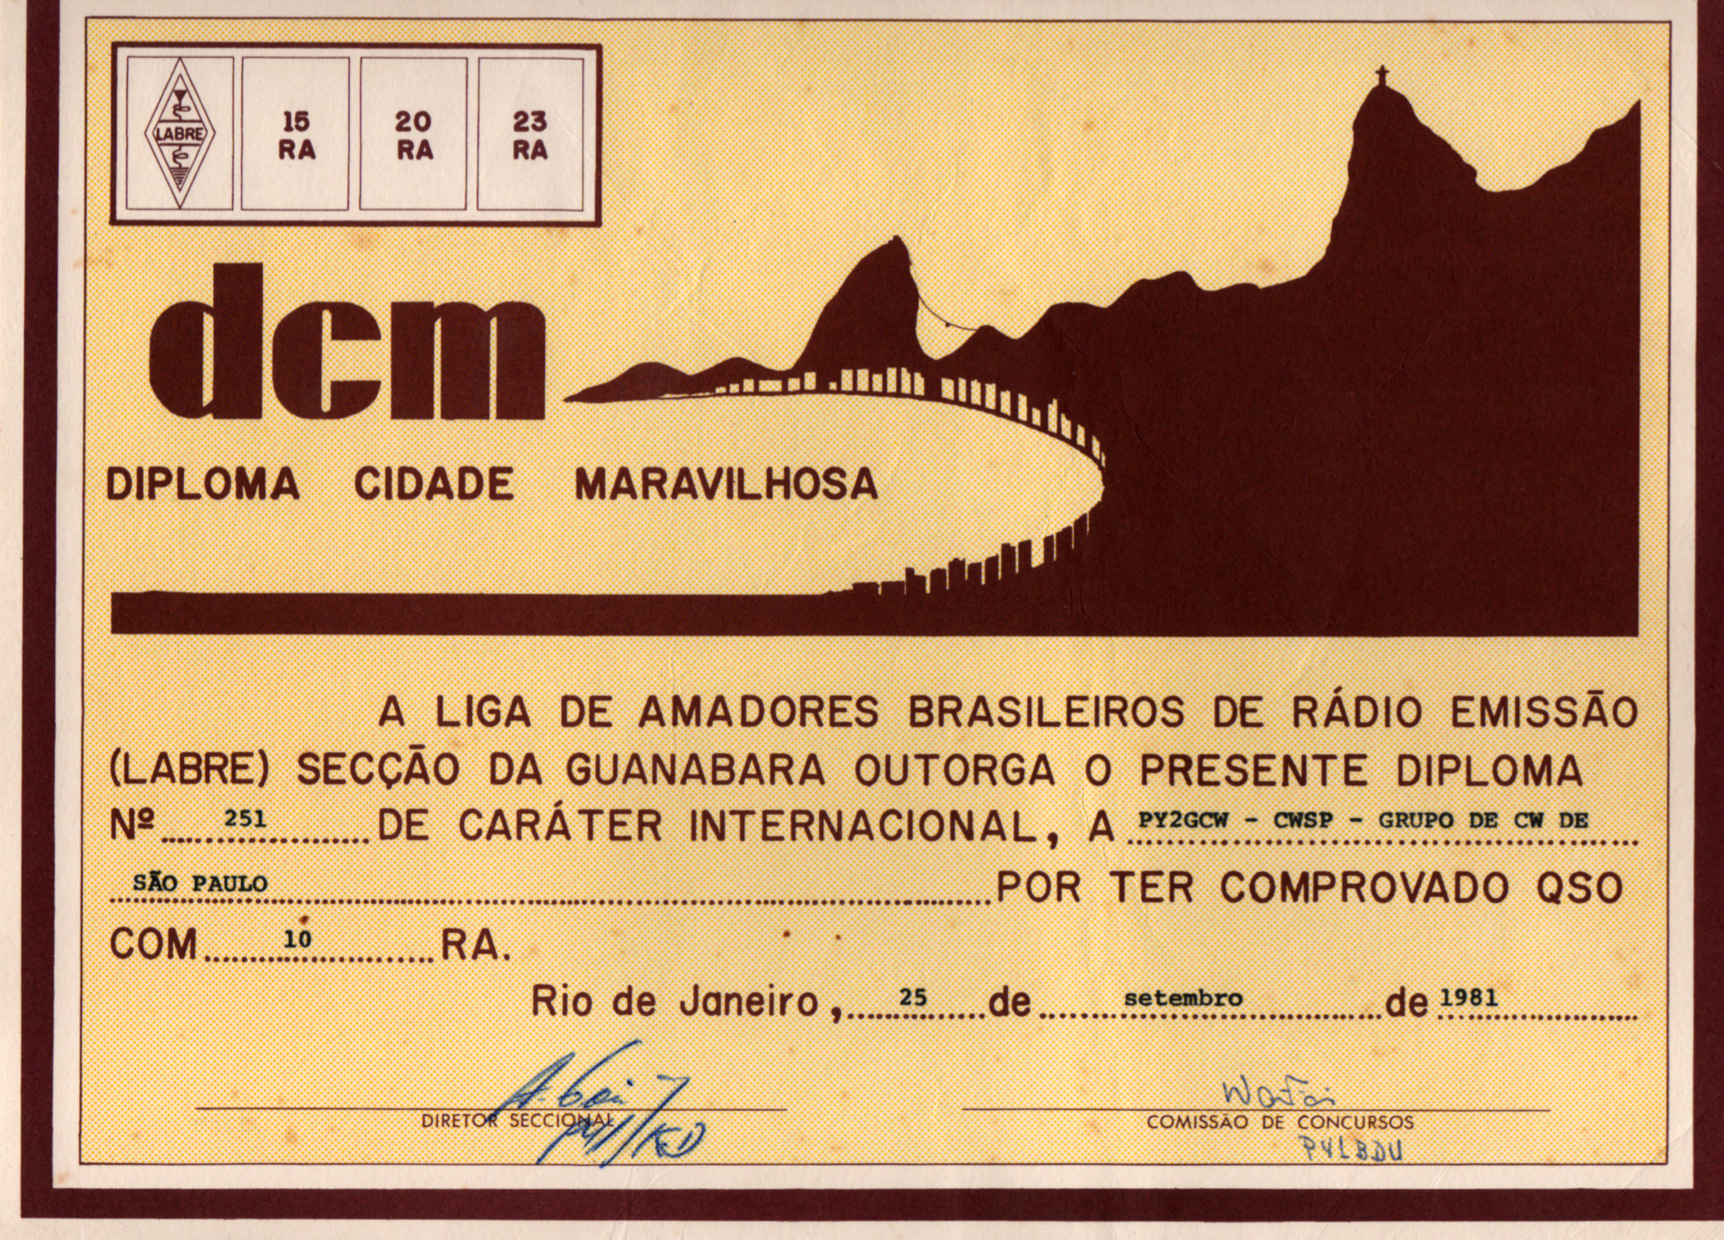 LABRE
15
RA
20
RA
23
RA
dcm
DIPLOMA CIDADE MARAVILHOSA
A LIGA DE AMADORES BRASILEIROS DE RÁDIO EMISSÃO
(LABRE) SECÇÃO DA GUANABARA OUTORGA O PRESENTE DIPLOMA
Nº 251 DE CARÁTER INTERNACIONAL, A PY2GCW - CWSP - GRUPO DE CW DE
SÃO PAULO POR TER COMPROVADO QSO
COM 10 RA.
Rio de Janeiro, 25 de setembro de 1981
DIRETOR SECCIONAL
COMISSÃO DE CONCURSOS